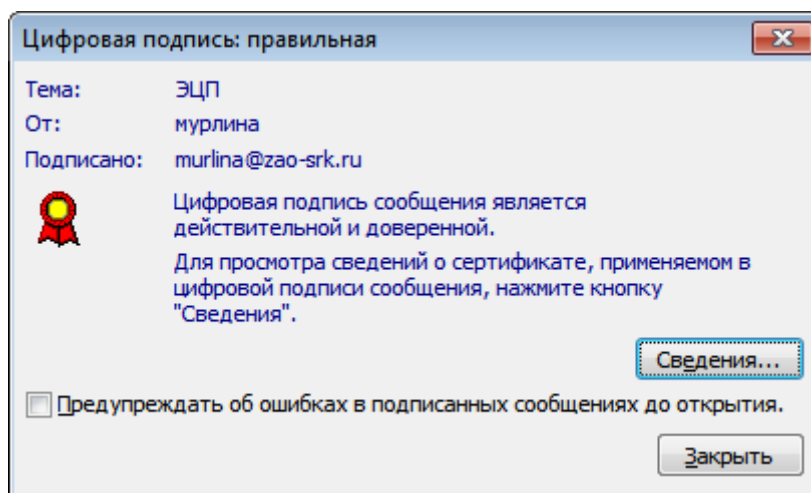 Цифровая подпись: правильная
Тема: ЭЦП
От: мурлина
Подписано: murlina@zao-srk.ru
Цифровая подпись сообщения является
действительной и доверенной.
Для просмотра сведений о сертификате, применяемом в
цифровой подписи сообщения, нажмите кнопку
"Сведения".
Сведения...
Предупреждать об ошибках в подписанных сообщениях до открытия.
Закрыть